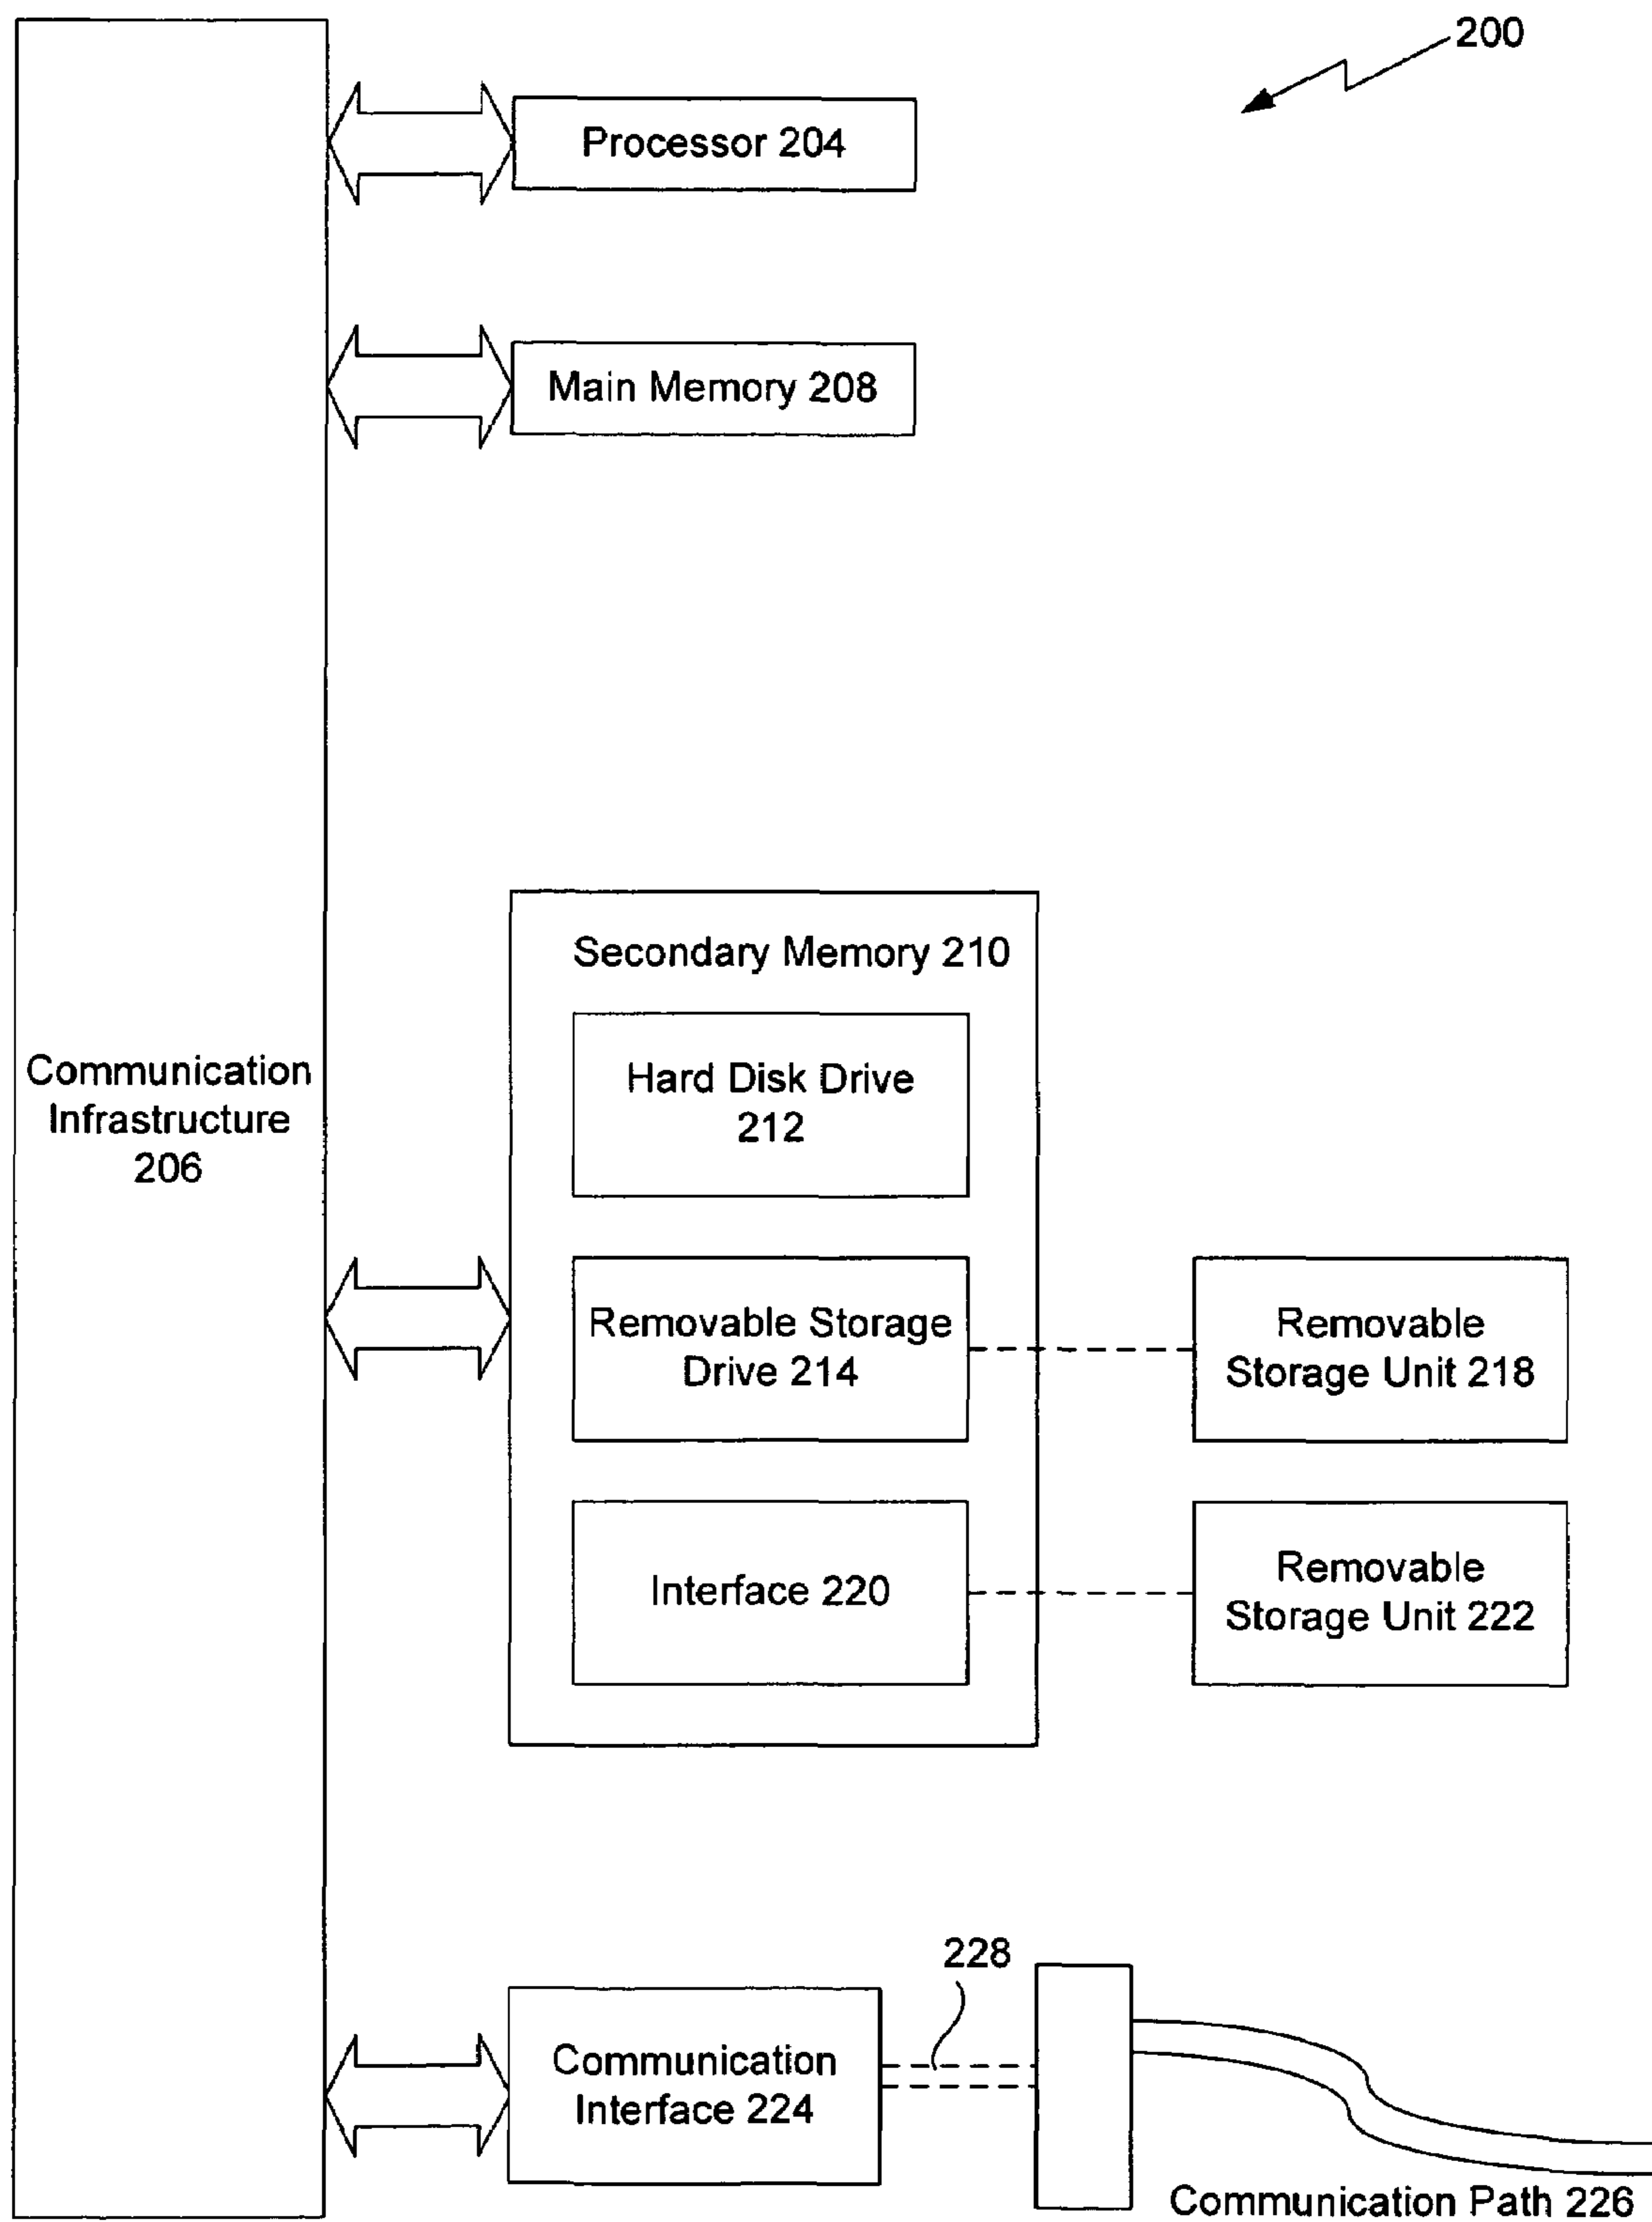 200
Processor 204
Main Memory 208
Secondary Memory 210
Hard Disk Drive
212
Communication
Infrastructure
206
Removable Storage
Drive 214
Removable
Storage Unit 218
Interface 220
Removable
Storage Unit 222
228
Communication
Interface 224
Communication Path 226